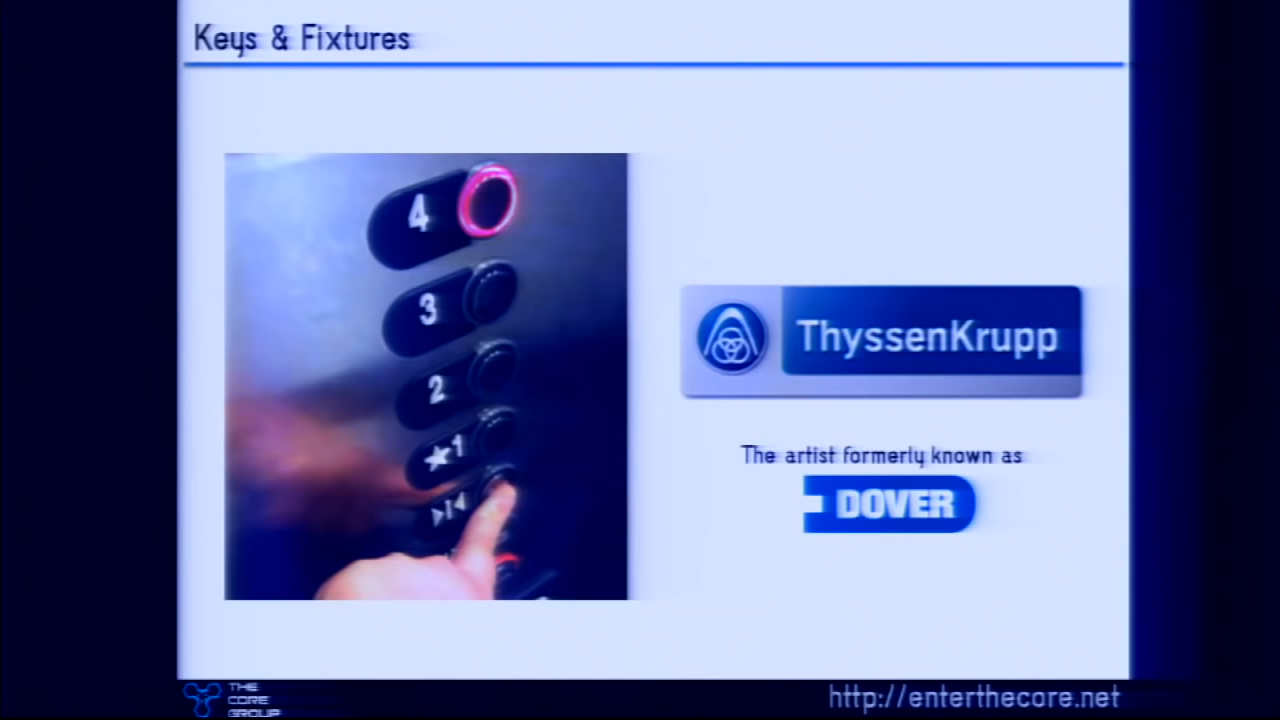 Keys & Fixtures
4
3
2
★1
▶|◀
ThyssenKrupp
The artist formerly known as
DOVER
THE
CORE
GROUP
http://enterthecore.net